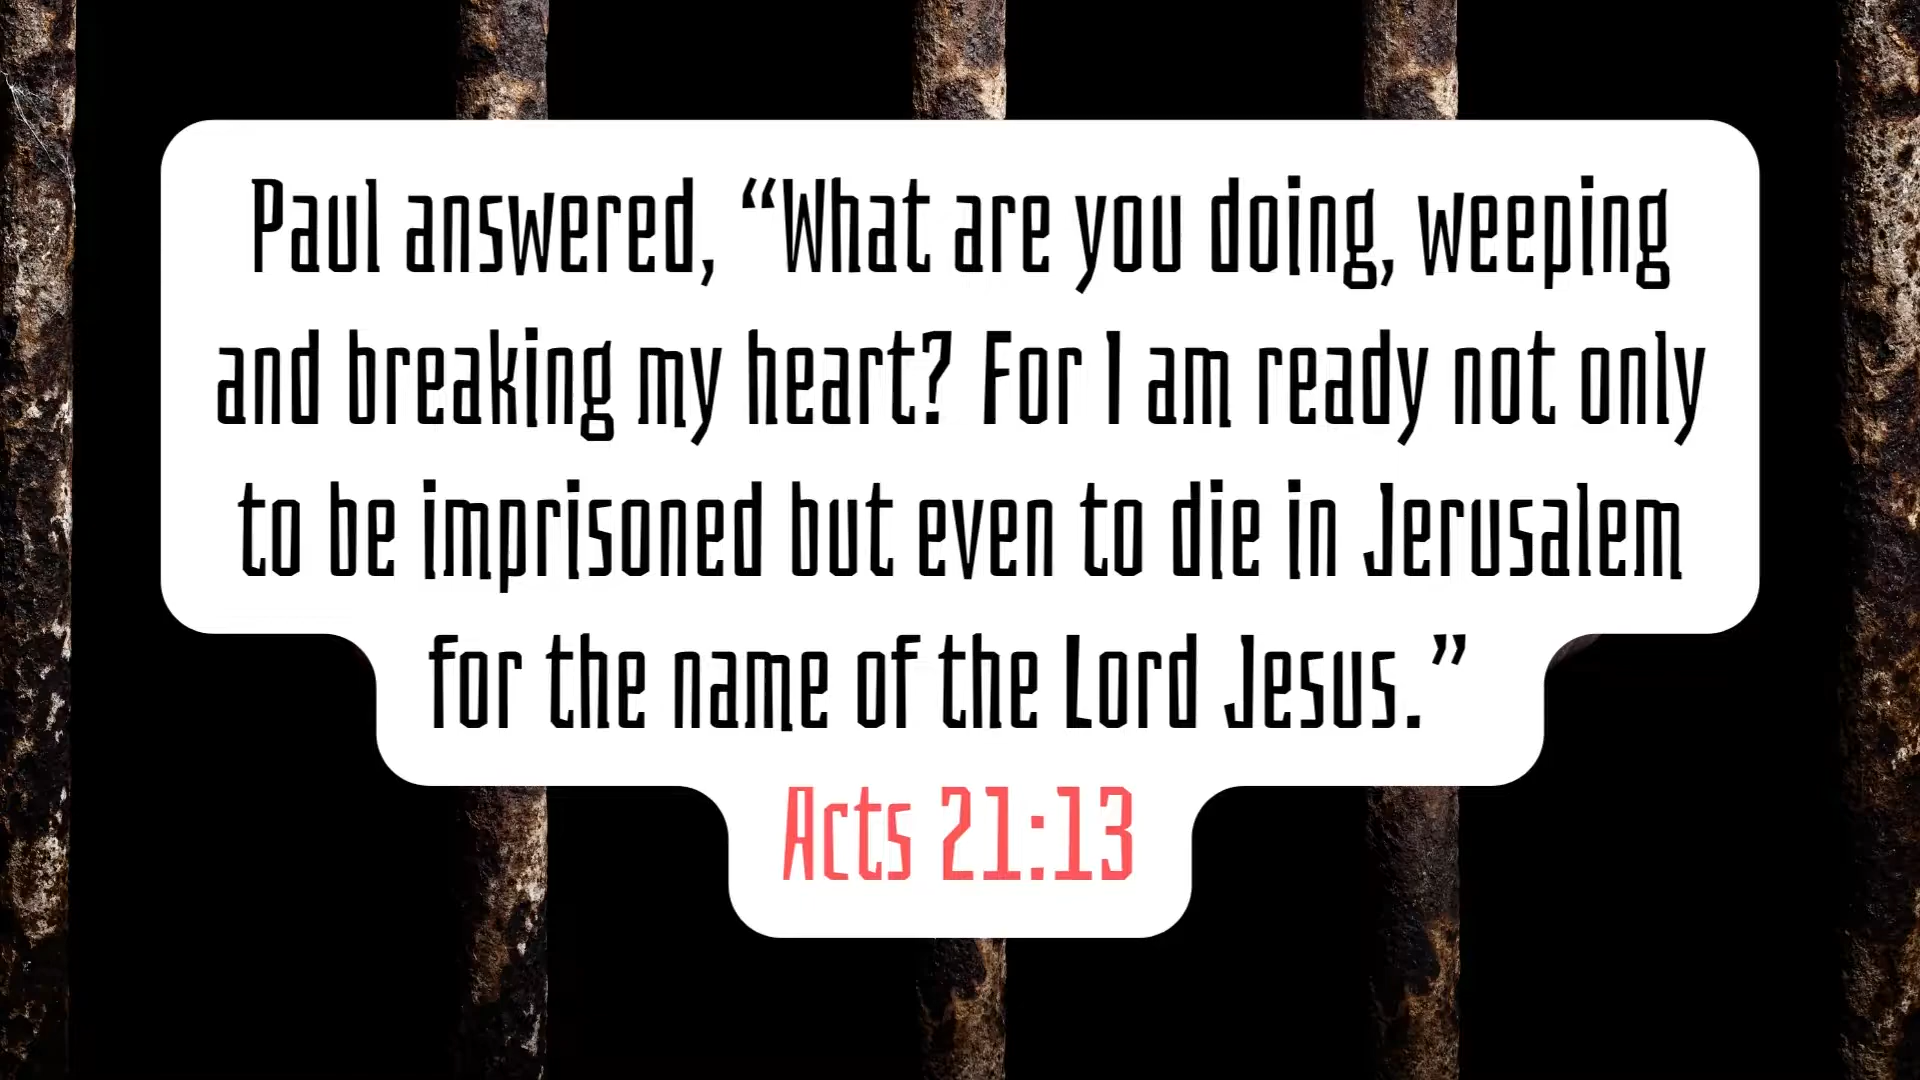 Paul answered, “What are you doing, weeping
and breaking my heart? For I am ready not only
to be imprisoned but even to die in Jerusalem
for the name of the Lord Jesus.”
Acts 21:13